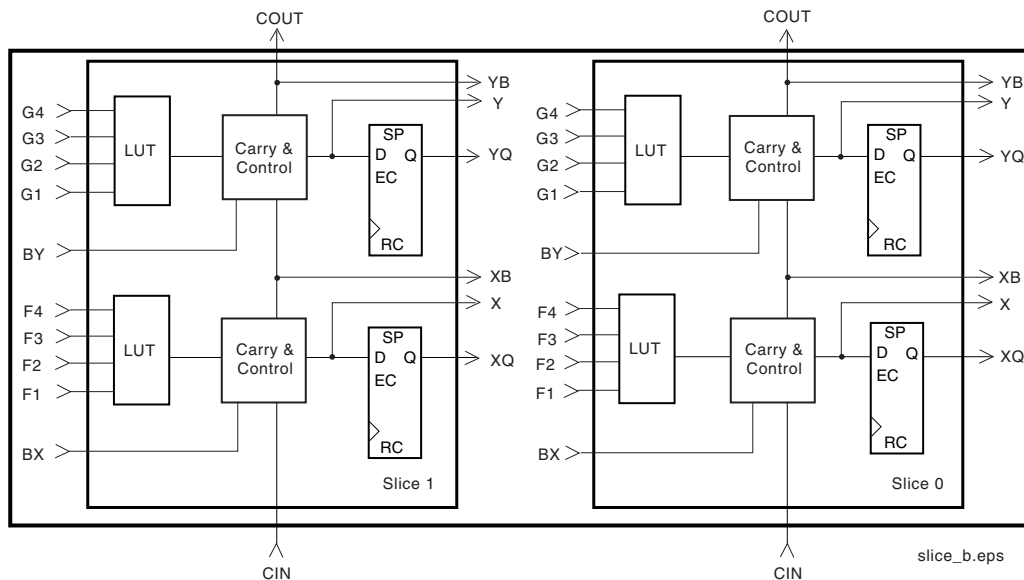 COUT
YB
Y
G4
G3
G2
G1
LUT
Carry &
Control
SP
D Q
EC
RC
YQ
BY
XB
X
F4
F3
F2
F1
LUT
Carry &
Control
SP
D Q
EC
RC
XQ
BX
Slice 1
CIN
COUT
YB
Y
G4
G3
G2
G1
LUT
Carry &
Control
SP
D Q
EC
RC
YQ
BY
XB
X
F4
F3
F2
F1
LUT
Carry &
Control
SP
D Q
EC
RC
XQ
BX
Slice 0
CIN
slice_b.eps